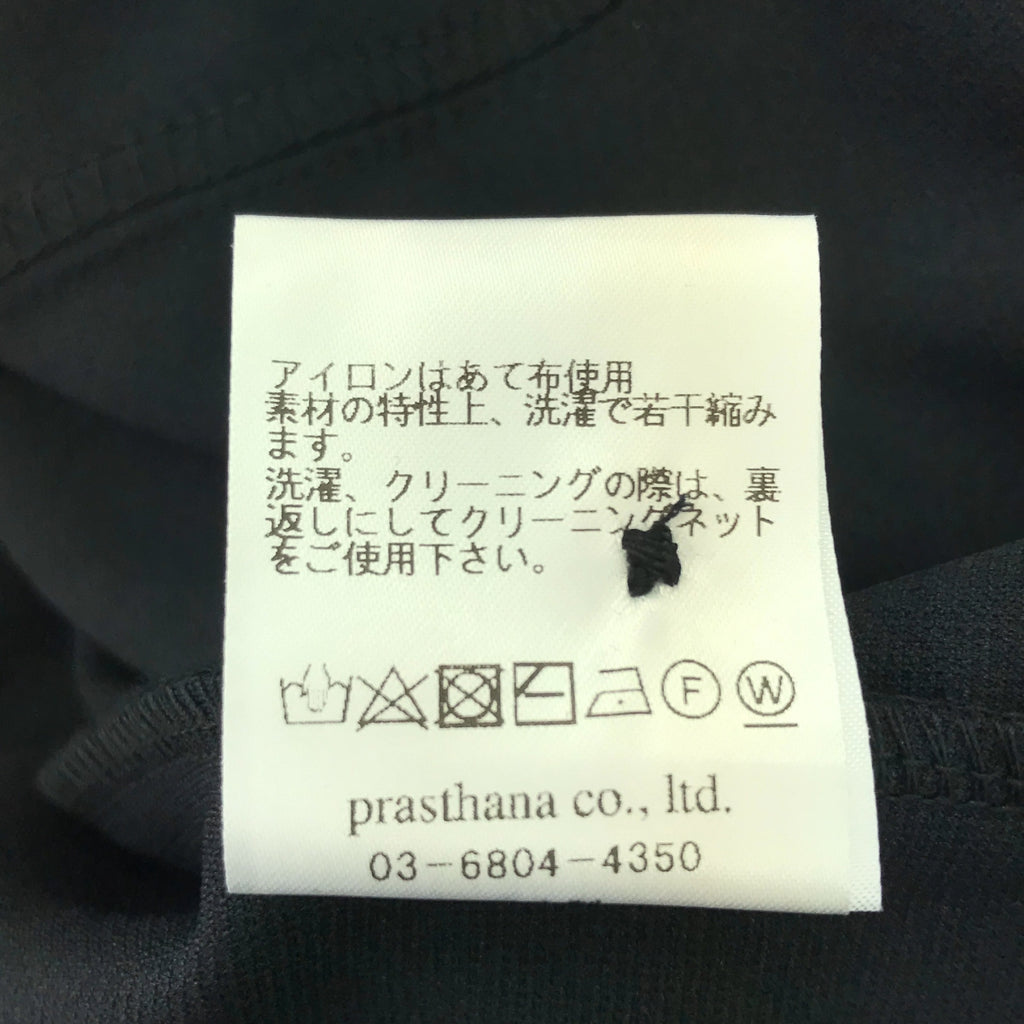 アイロンはあて布使用
素材の特性上、洗濯で若干縮み
ます。
洗濯、クリーニングの際は、裏
返しにしてクリーニングネット
をご使用下さい。
F W
prasthana co., ltd.
03-6804-4350